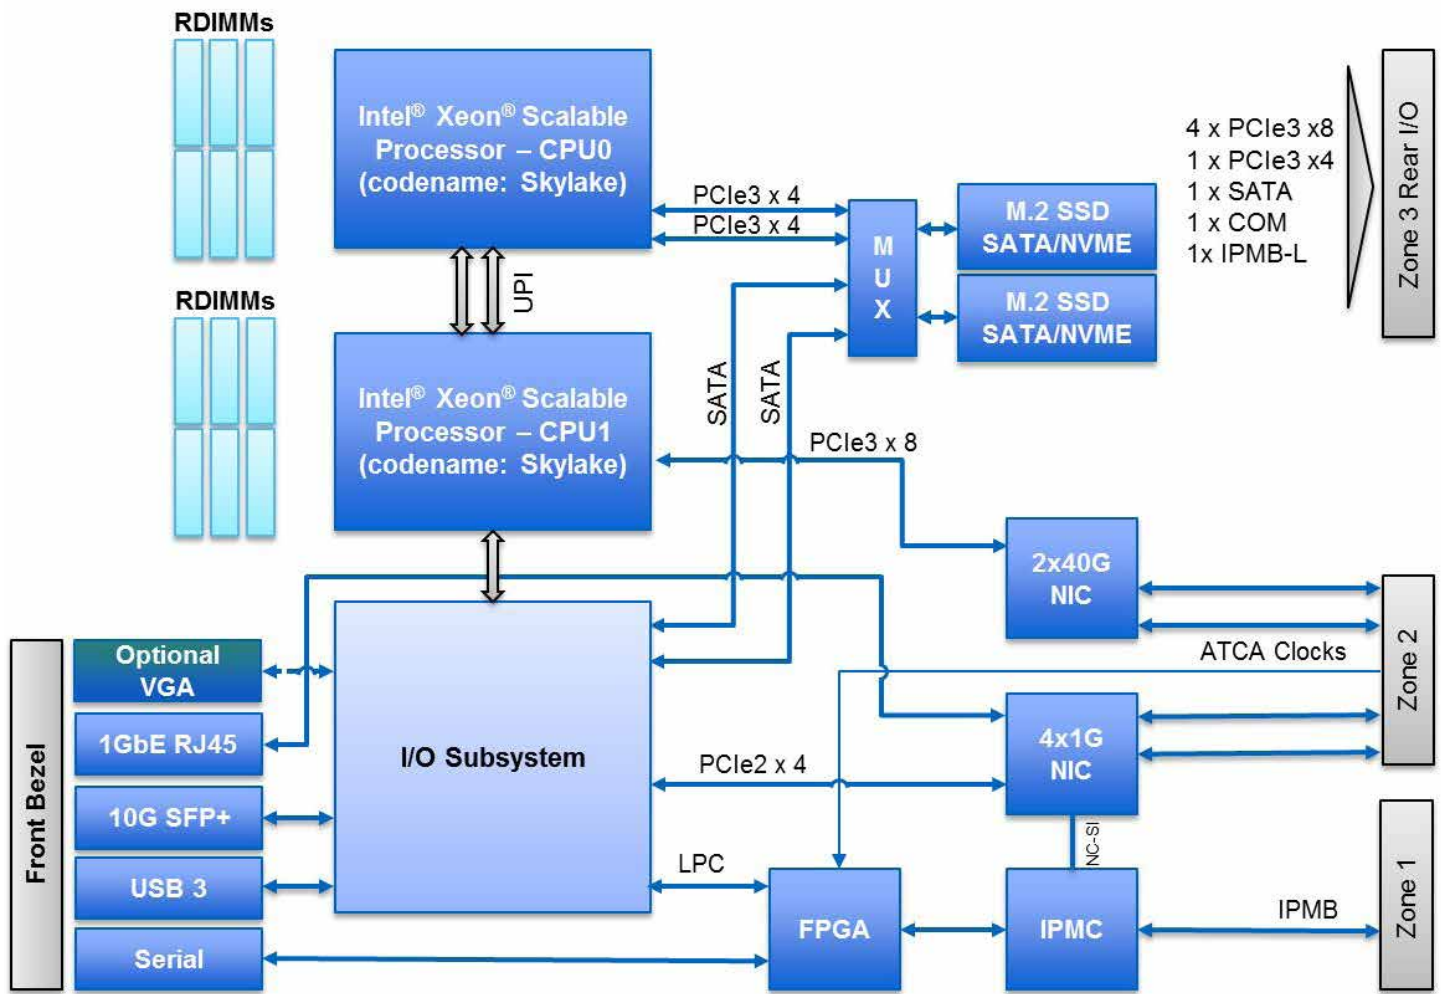 RDIMMs
Intel® Xeon® Scalable
Processor – CPU0
(codename: Skylake)
PCIe3 x 4
PCIe3 x 4
MUX
M.2 SSD
SATA/NVME
M.2 SSD
SATA/NVME
4 x PCIe3 x8
1 x PCIe3 x4
1 x SATA
1 x COM
1x IPMB-L
Zone 3 Rear I/O
RDIMMs
UPI
Intel® Xeon® Scalable
Processor – CPU1
(codename: Skylake)
SATA
SATA
PCIe3 x 8
2x40G
NIC
Zone 2
ATCA Clocks
Front Bezel
Optional
VGA
1GbE RJ45
10G SFP+
USB 3
Serial
I/O Subsystem
PCIe2 x 4
4x1G
NIC
NC-SI
LPC
FPGA
IPMC
IPMB
Zone 1